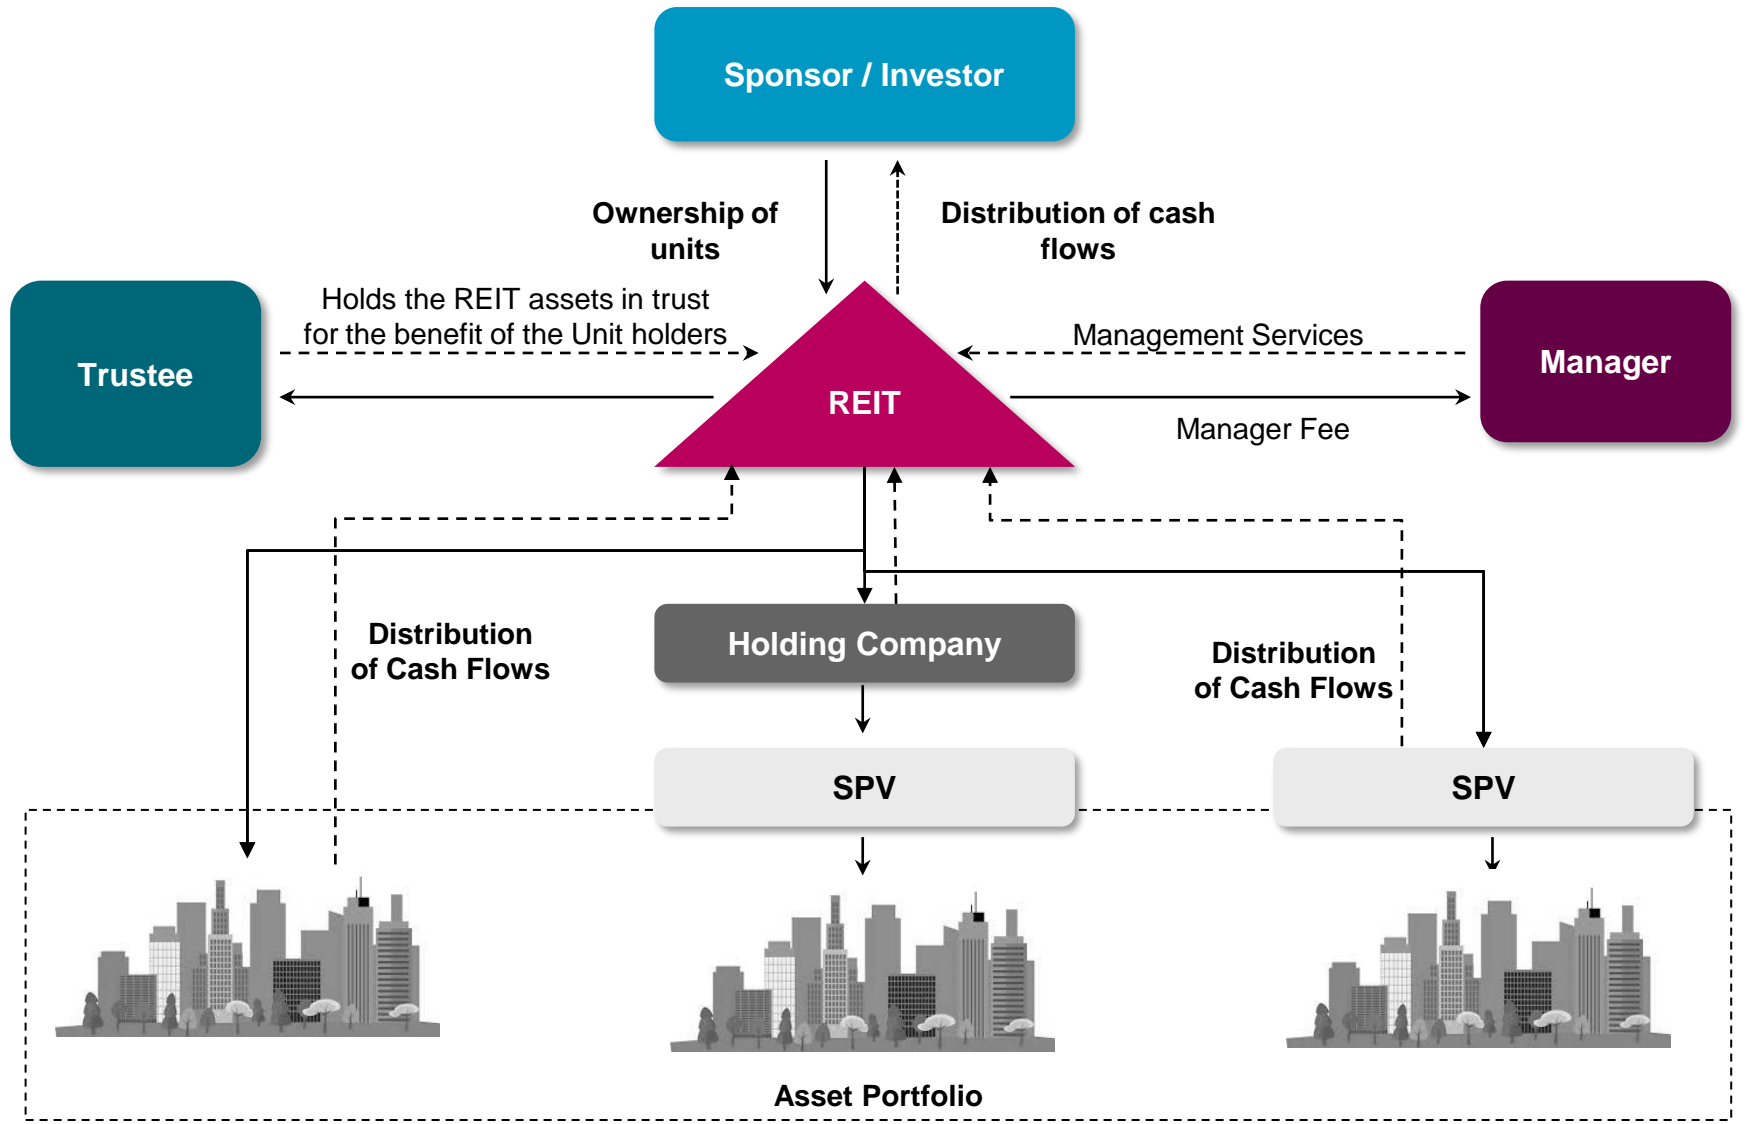 Sponsor / Investor
Ownership of
units
Distribution of cash
flows
Holds the REIT assets in trust
for the benefit of the Unit holders
Management Services
Trustee
REIT
Manager
Manager Fee
Distribution
of Cash Flows
Holding Company
Distribution
of Cash Flows
SPV
SPV
Asset Portfolio